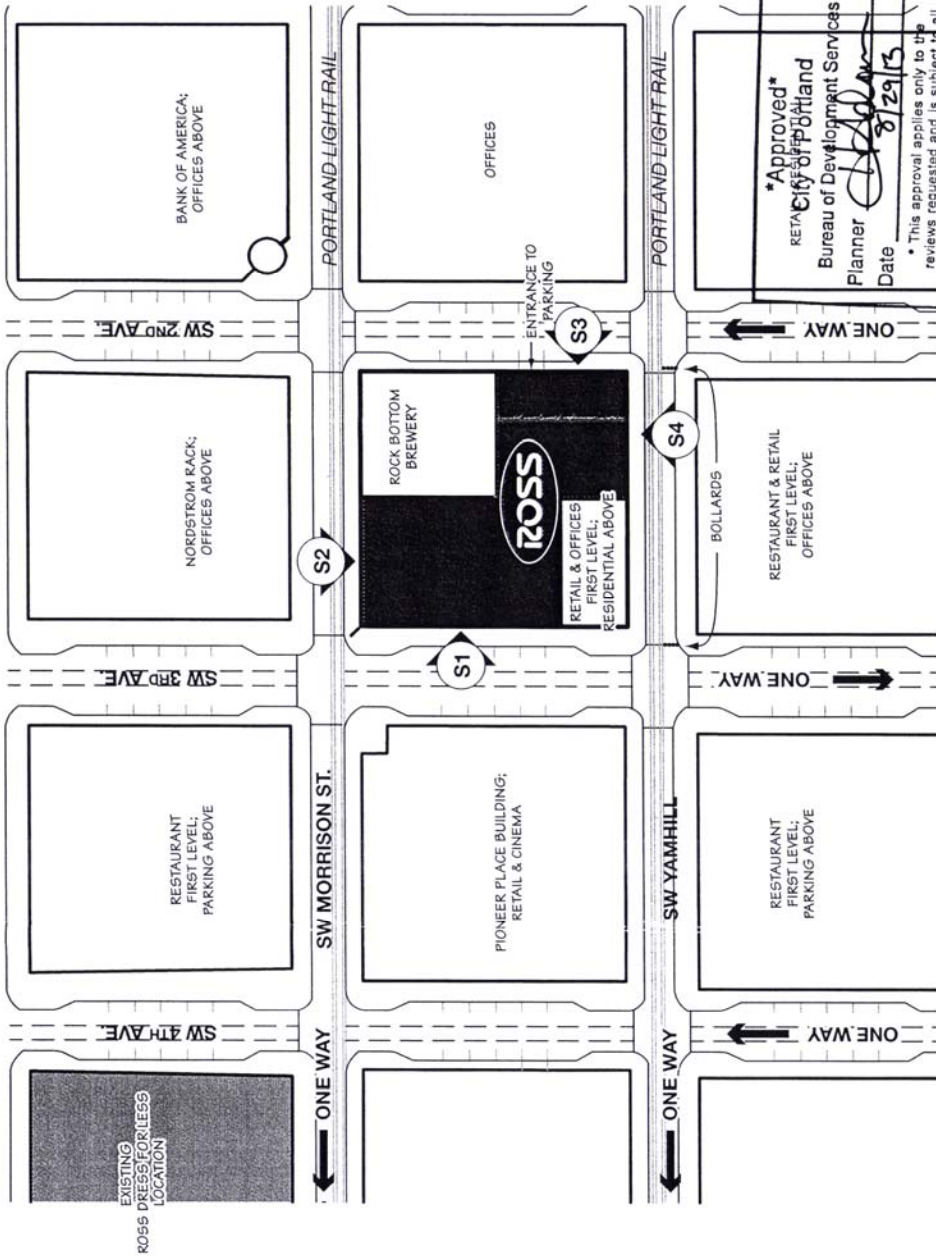 EXISTING
ROSS DRESS FOR LESS
LOCATION
SW 4TH AVE
RESTAURANT
FIRST LEVEL;
PARKING ABOVE
SW 3RD AVE
NORDSTROM RACK;
OFFICES ABOVE
SW 2ND AVE.
BANK OF AMERICA;
OFFICES ABOVE
ONE WAY
SW MORRISON ST.
S2
PORTLAND LIGHT RAIL
PIONEER PLACE BUILDING;
RETAIL & CINEMA
S1
ROCK BOTTOM
BREWERY
ROSS
RETAIL & OFFICES
FIRST LEVEL;
RESIDENTIAL ABOVE
ENTRANCE TO
PARKING
S3
OFFICES
ONE WAY
SW YAMHILL
S4
PORTLAND LIGHT RAIL
BOLLARDS
ONE WAY
RESTAURANT
FIRST LEVEL;
PARKING ABOVE
ONE WAY
RESTAURANT & RETAIL
FIRST LEVEL;
OFFICES ABOVE
ONE WAY
*Approved*
City of Portland
Bureau of Development Services
Planner
Date 8/29/13
* This approval applies only to the
reviews requested and is subject to all